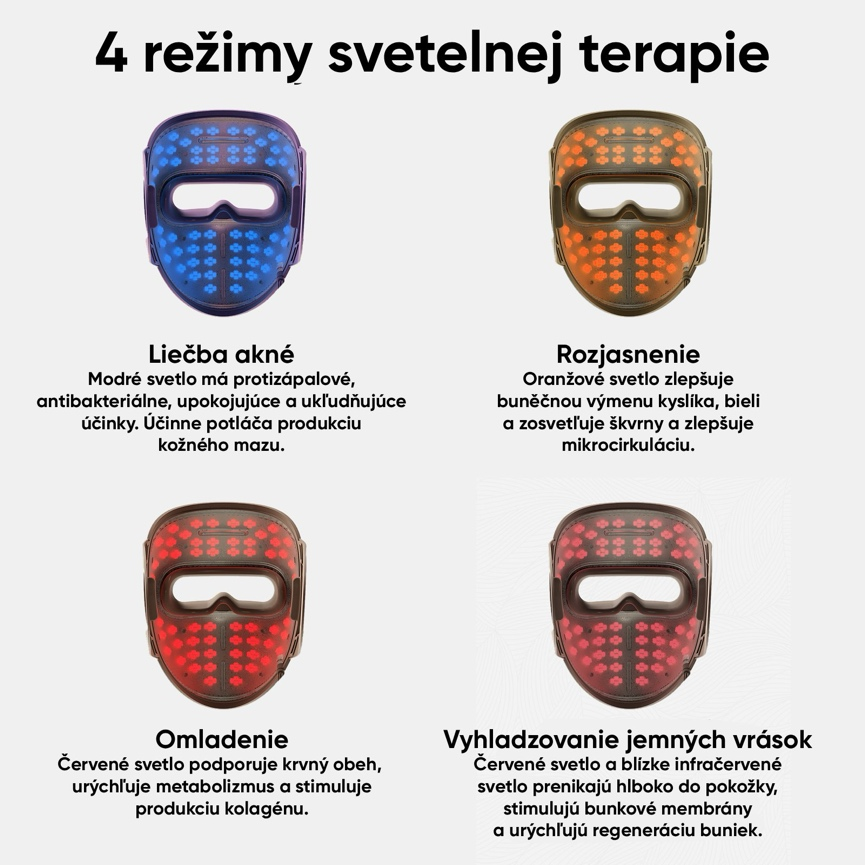 4 režimy svetelnej terapie
Liečba akné
Modré svetlo má protizápalové,
antibakteriálne, upokojujúce a ukľudňujúce
účinky. Účinne potláča produkciu
kožného mazu.
Rozjasnenie
Oranžové svetlo zlepšuje
buněčnou výmenu kyslíka, bieli
a zosvetľuje škvrny a zlepšuje
mikrocirkuláciu.
Omladenie
Červené svetlo podporuje krvný obeh,
urýchľuje metabolizmus a stimuluje
produkciu kolagénu.
Vyhladzovanie jemných vrások
Červené svetlo a blízke infračervené
svetlo prenikajú hlboko do pokožky,
stimulujú bunkové membrány
a urýchľujú regeneráciu buniek.